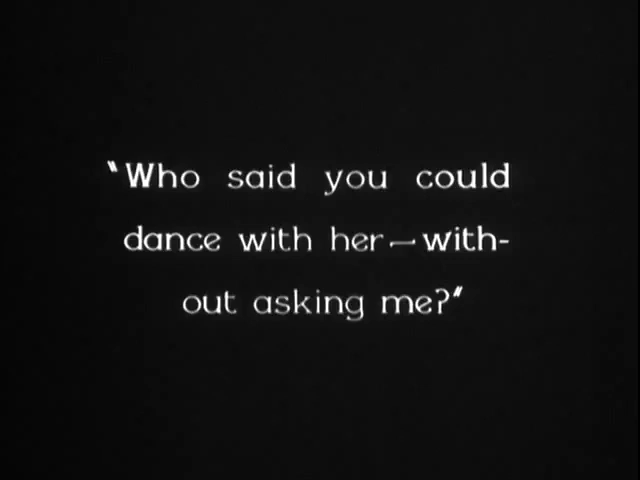 "Who said you could
dance with her—with-
out asking me?"